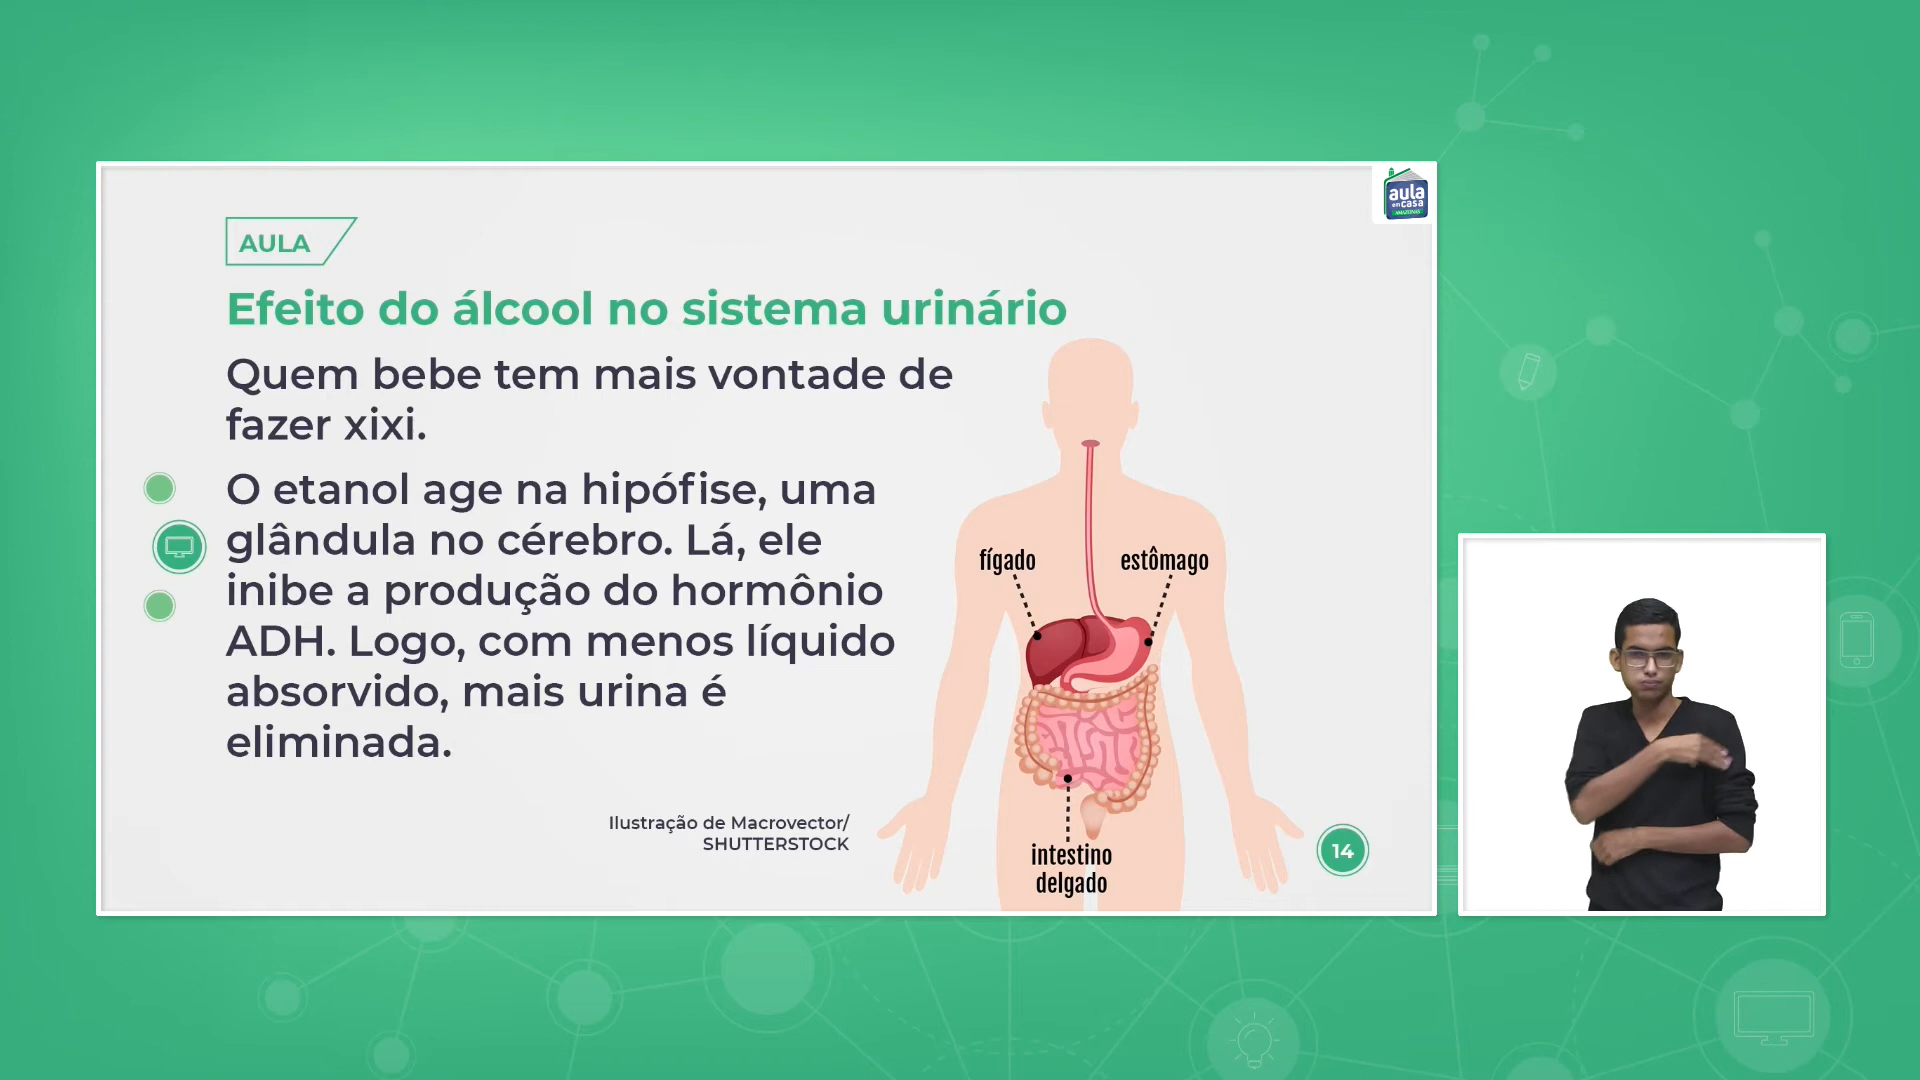 aula
em casa
AMAZONAS
AULA
Efeito do álcool no sistema urinário
Quem bebe tem mais vontade de
fazer xixi.
O etanol age na hipófise, uma
glândula no cérebro. Lá, ele
inibe a produção do hormônio
ADH. Logo, com menos líquido
absorvido, mais urina é
eliminada.
fígado
estômago
intestino
delgado
Ilustração de Macrovector/
SHUTTERSTOCK
14